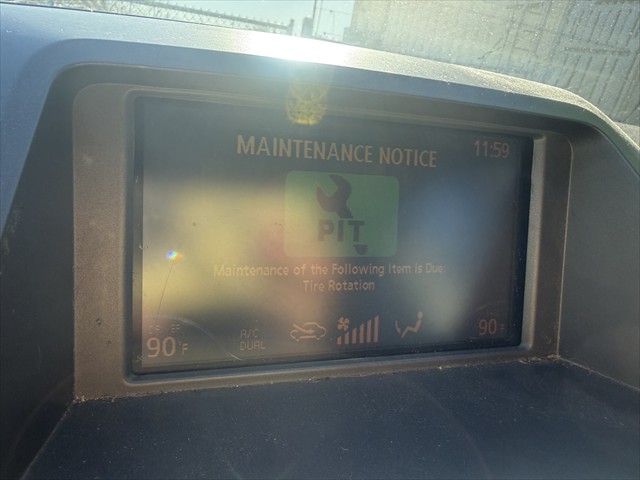 MAINTENANCE NOTICE 11:59
PIT
Maintenance of the Following Item is Due
Tire Rotation
90°F
A/C
DUAL
90°F